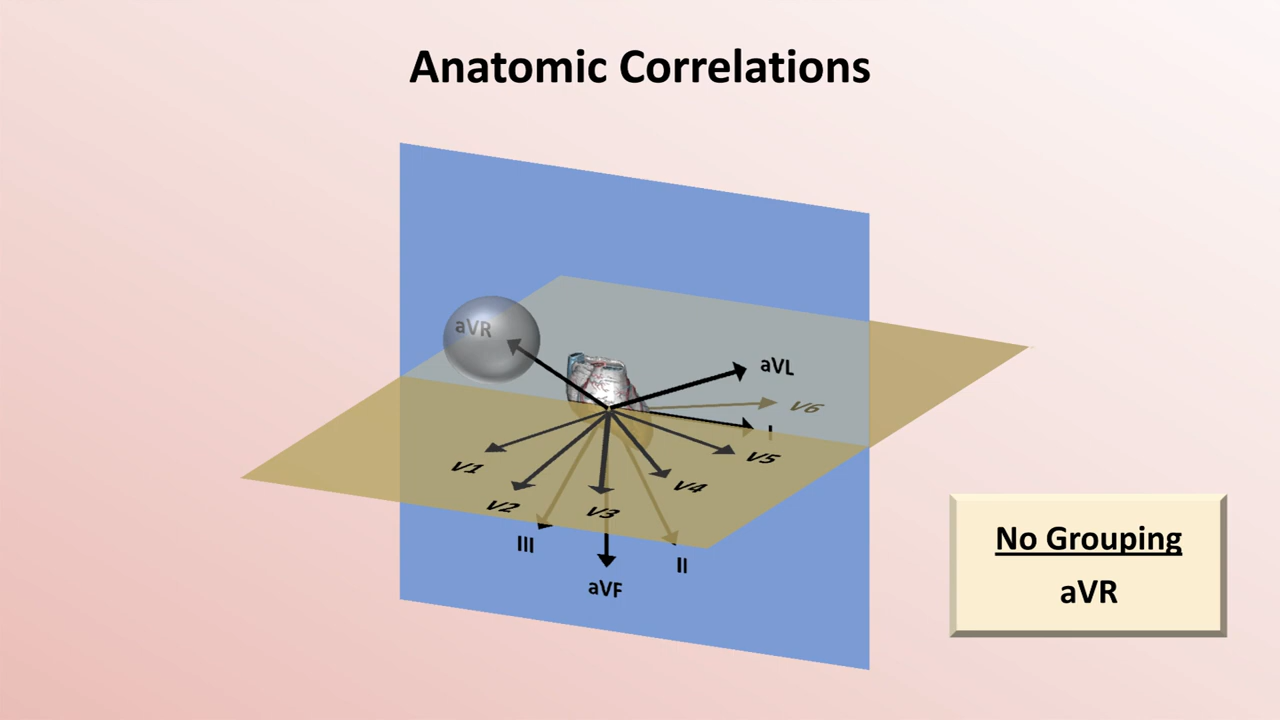 Anatomic Correlations
aVR
aVL
V6
I
V5
V1
V4
V2
V3
III
II
aVF
No Grouping
aVR